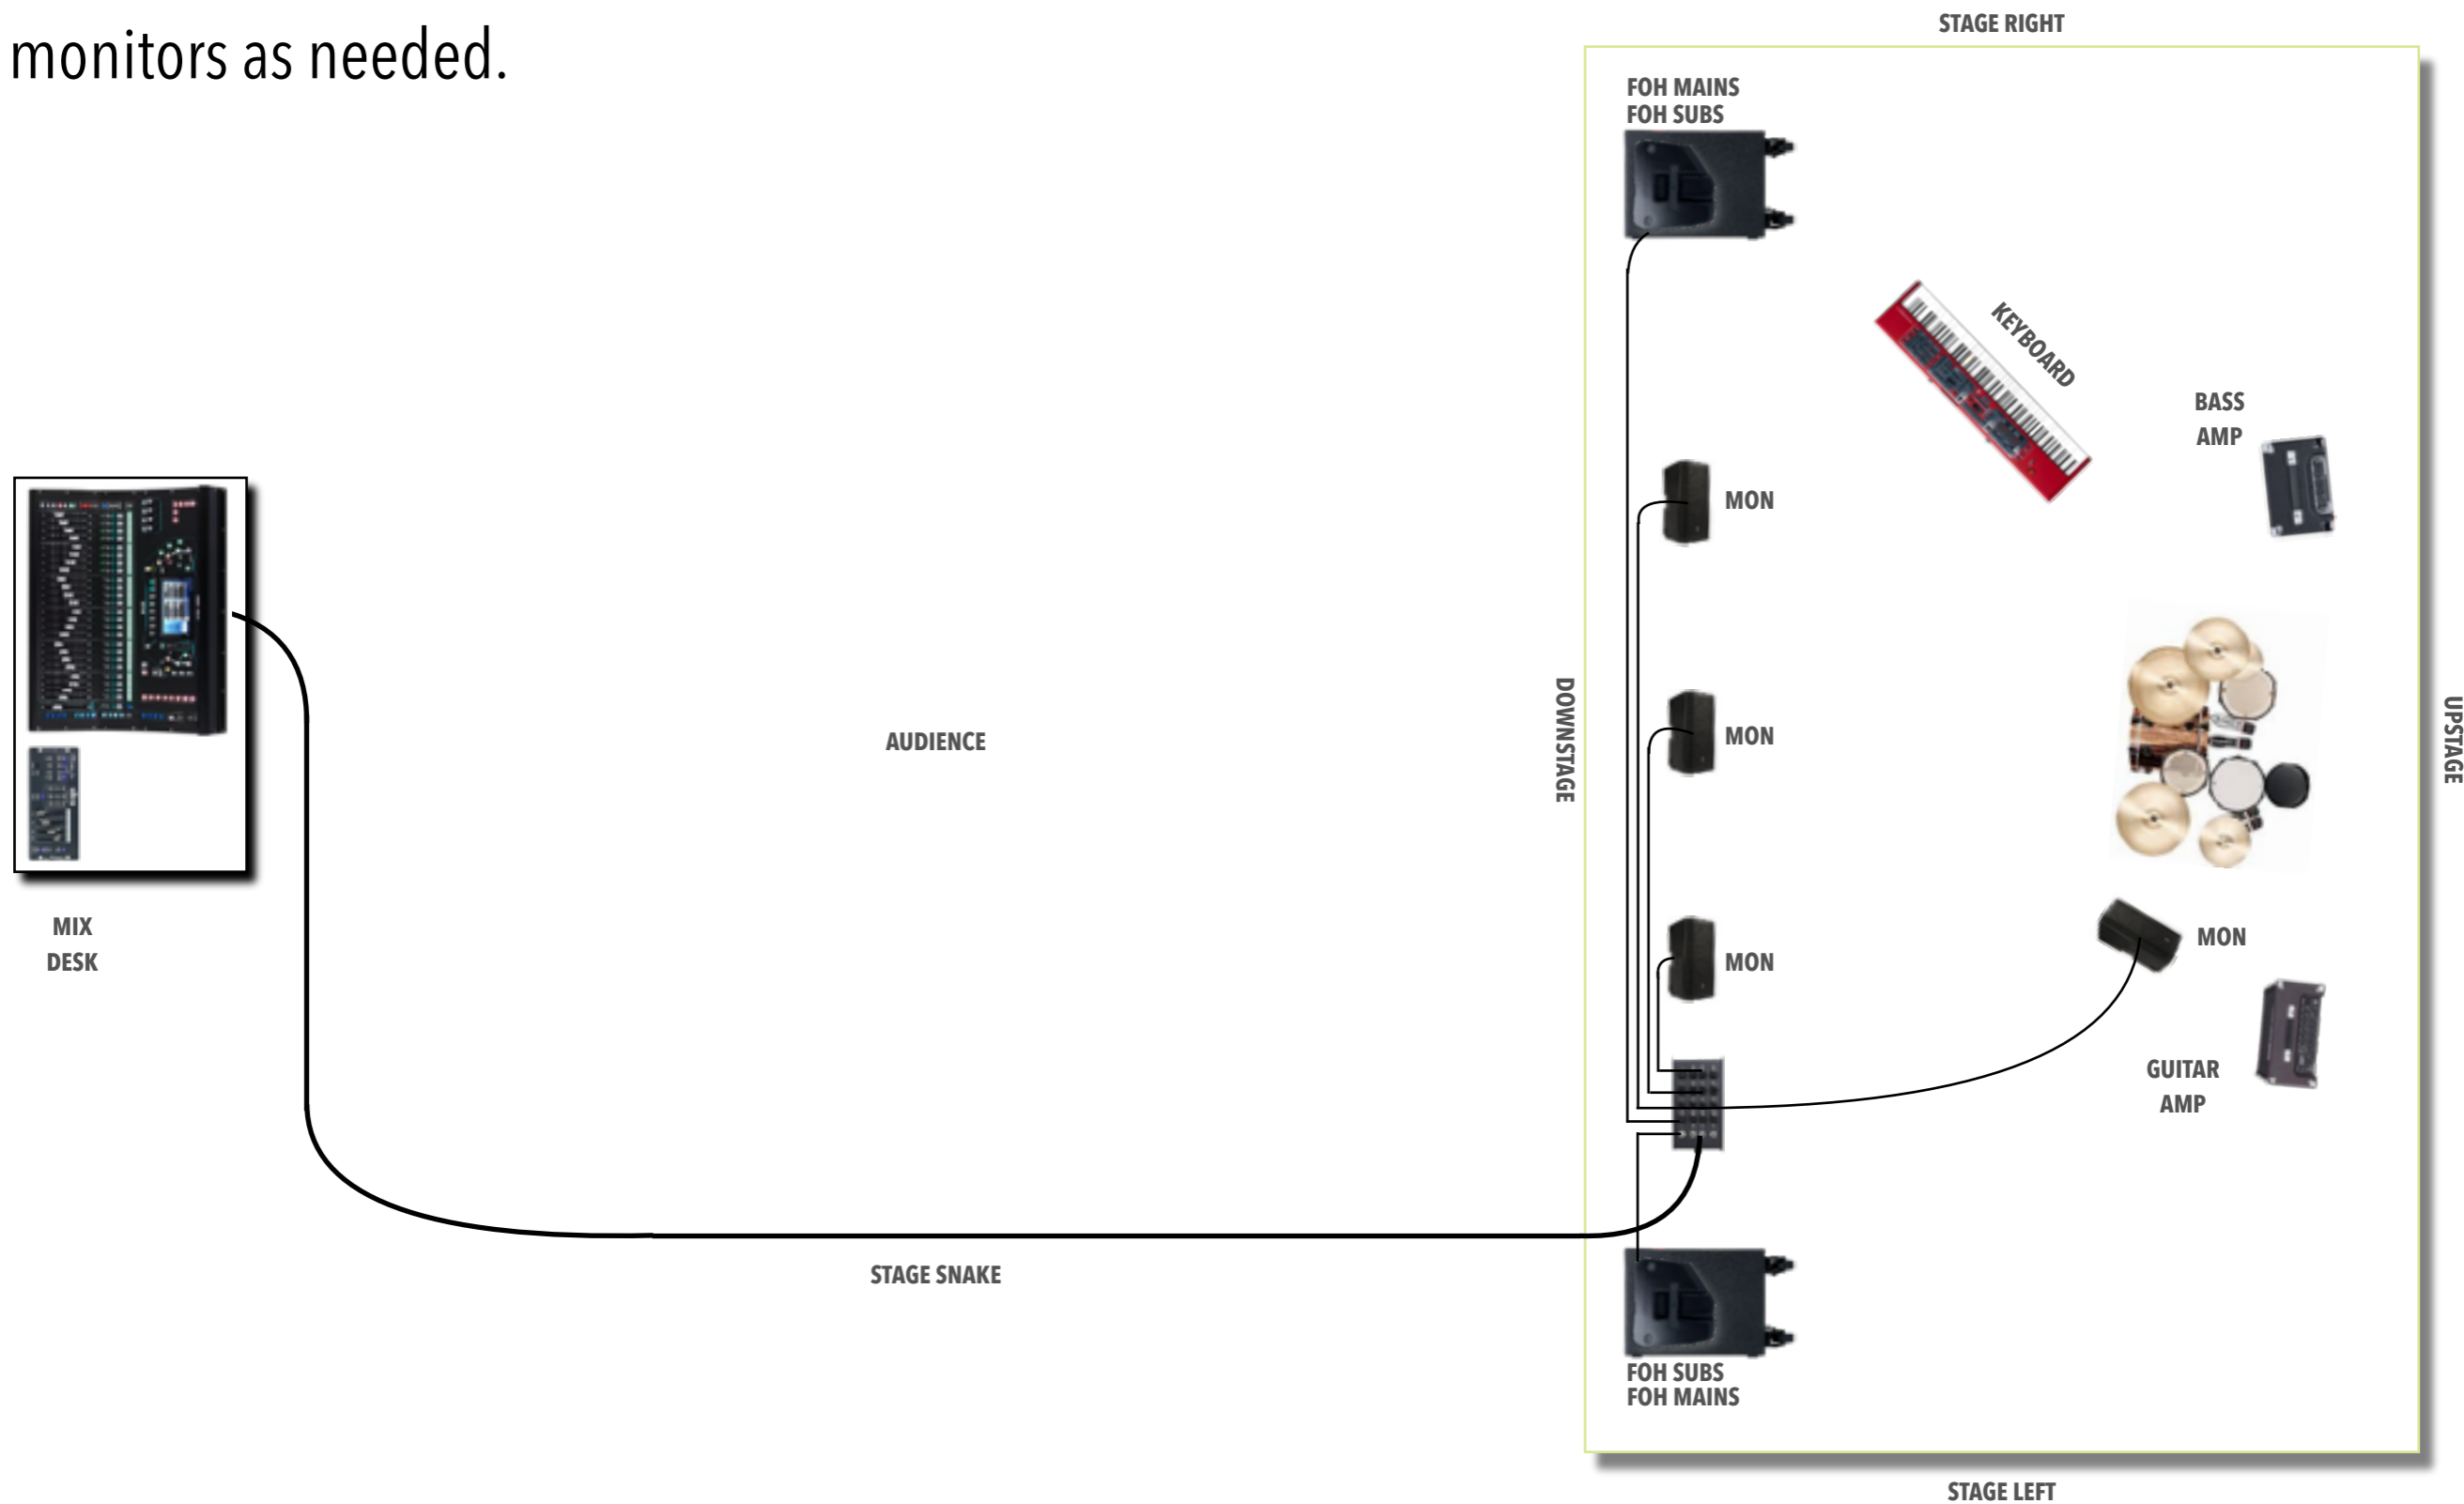 monitors as needed.
STAGE RIGHT
FOH MAINS
FOH SUBS
KEYBOARD
BASS
AMP
MON
DOWNSTAGE
UPSTAGE
AUDIENCE
MON
MIX
DESK
MON
MON
GUITAR
AMP
STAGE SNAKE
FOH SUBS
FOH MAINS
STAGE LEFT